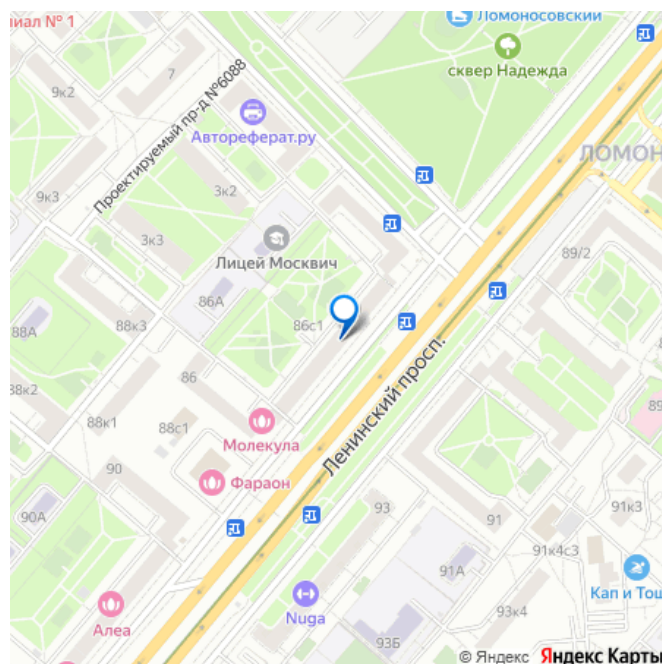 Ломоносовский
иал № 1
7
сквер Надежда
9к2
Проектируемый пр-д №6088
Автореферат.ру
ЛОМОН
3к2
9к3
3к3
Лицей Москвич
89/2
86А
86с1
88к3
88А
Ленинский просп.
86
88к2
88к1
88с1
Молекула
89
90
Фараон
93
91
91к3
90А
91к4с3
91А
Кап и Тош
Nuga
93к4
Алеа
93Б
© Яндекс Яндекс Карты